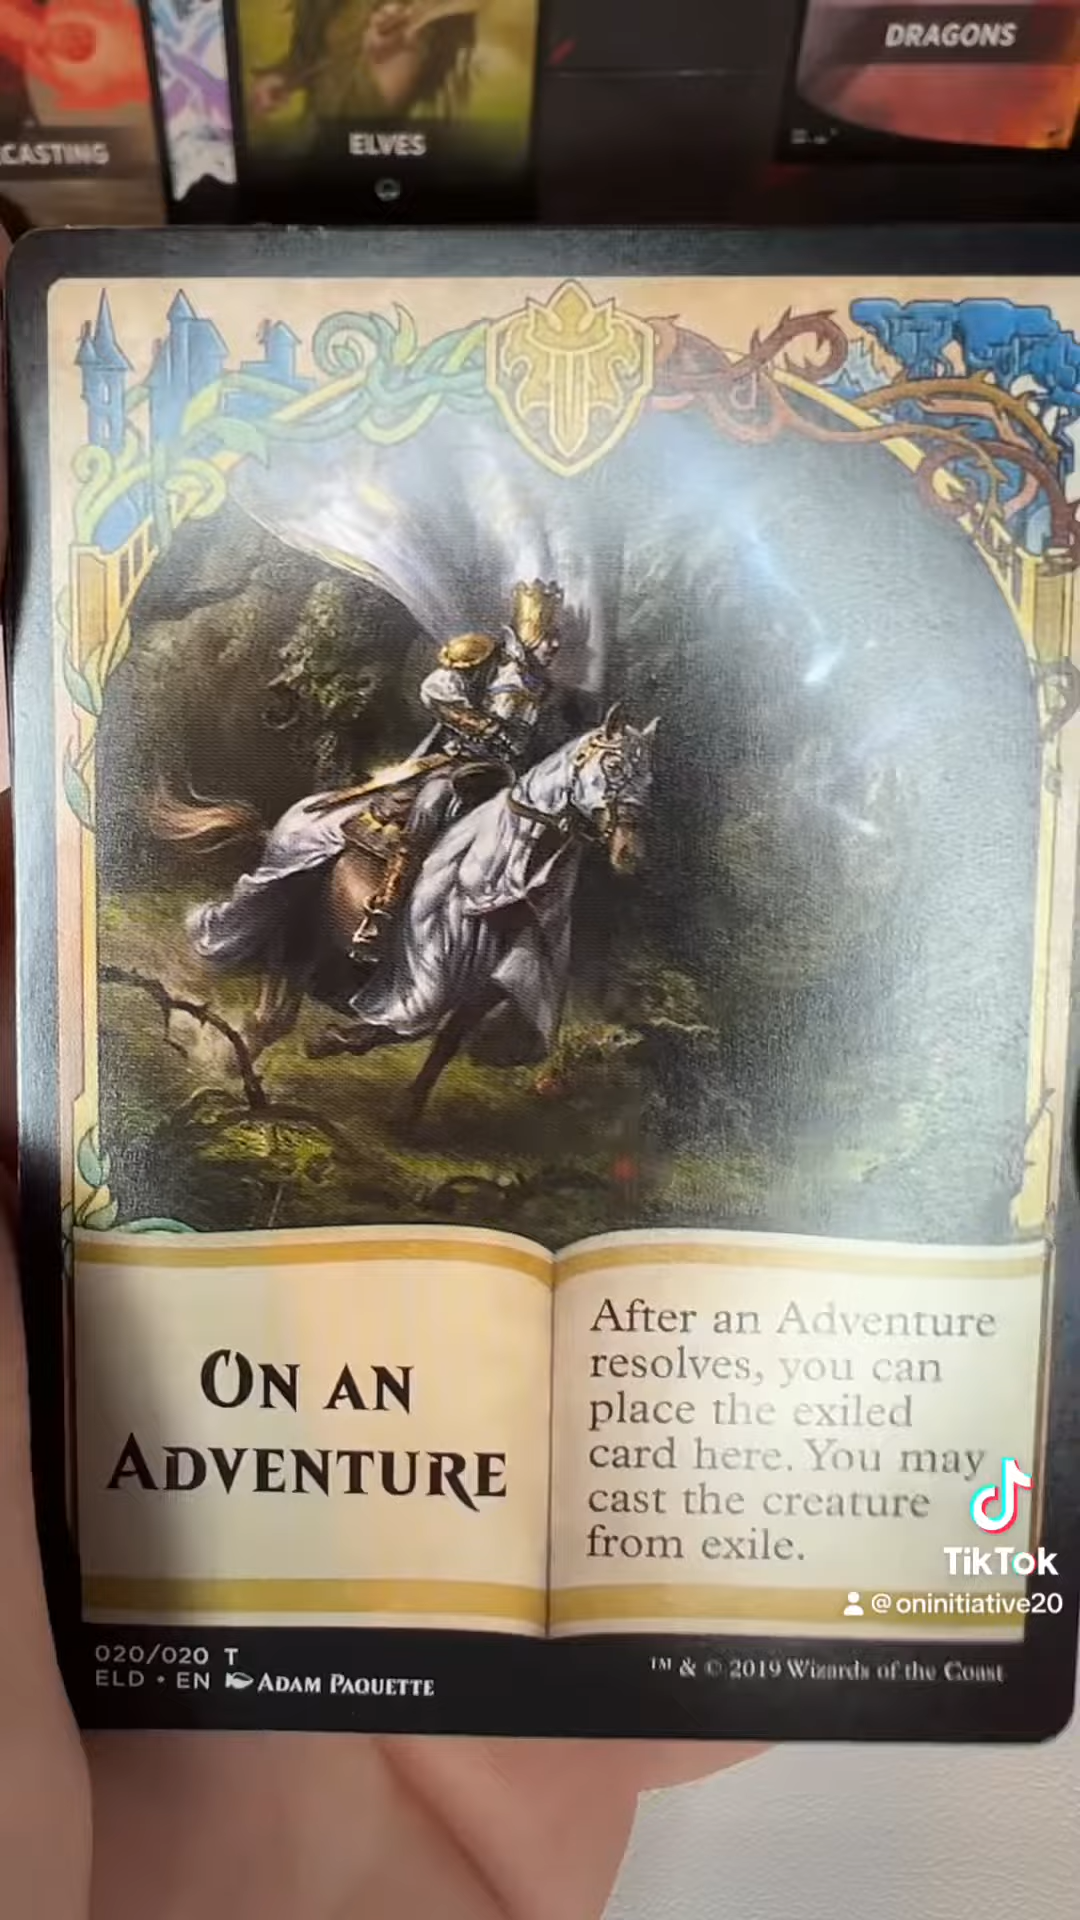 CASTING
ELVES
DRAGONS
ON AN
ADVENTURE
After an Adventure
resolves, you can
place the exiled
card here. You may
cast the creature
from exile.
TikTok
@oninitiative20
020/020 T
ELD • EN ADAM PAQUETTE
™ & © 2019 Wizards of the Coast